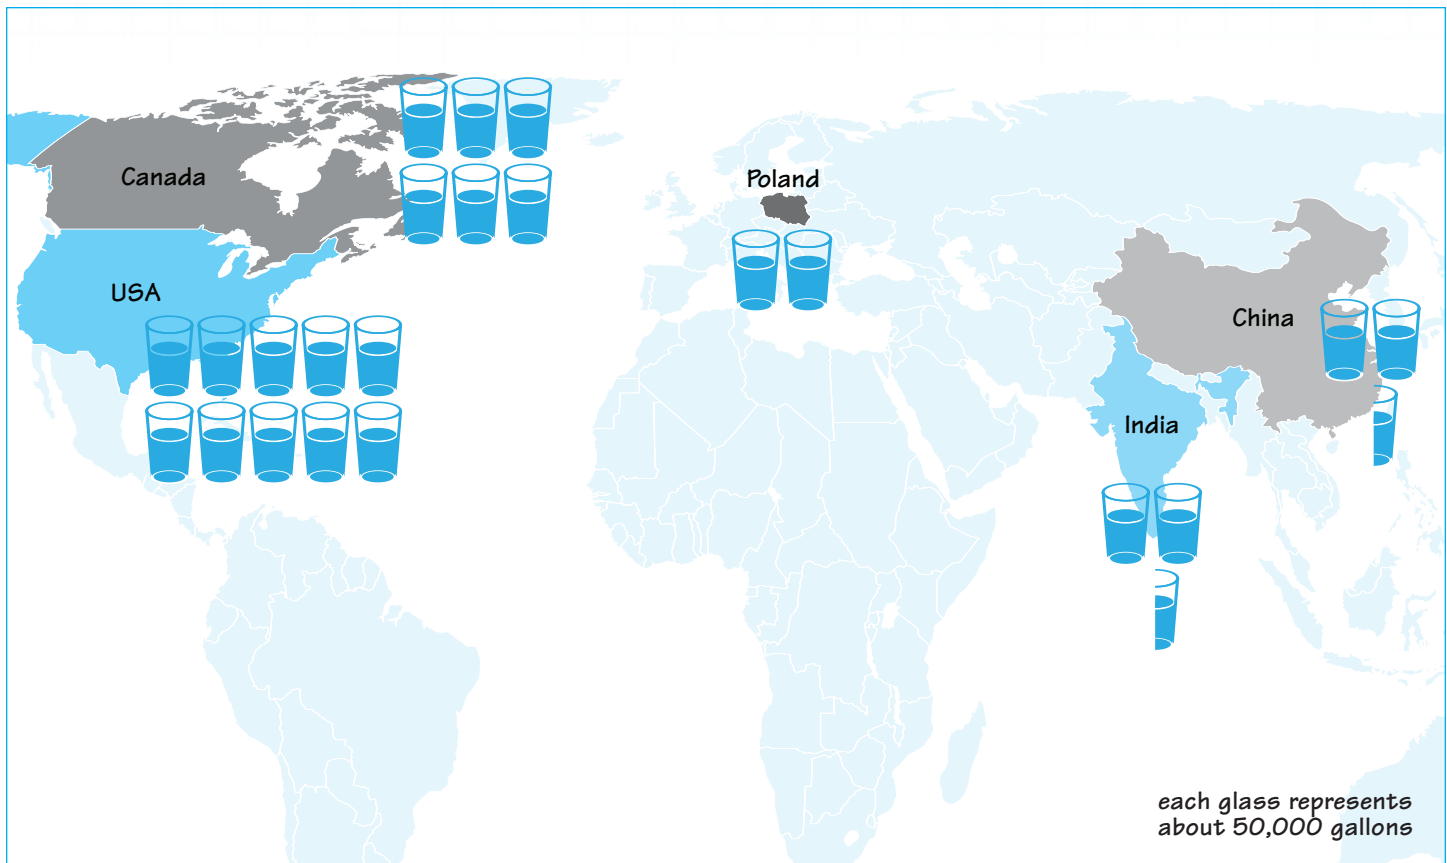 Canada
Poland
USA
China
India
each glass represents
about 50,000 gallons